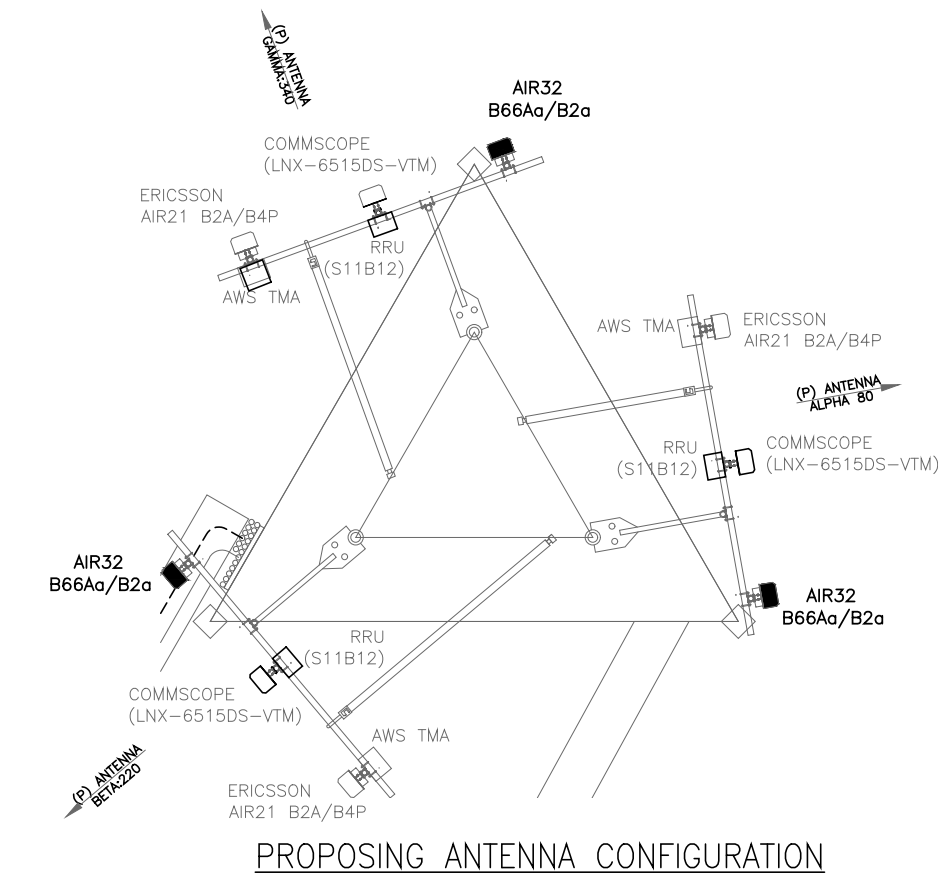 (P) ANTENNA
GAMMA:340
AIR32
B66Aa/B2a
COMMSCOPE
(LNX-6515DS-VTM)
ERICSSON
AIR21 B2A/B4P
RRU
(S11B12)
AWS TMA
AWS TMA
ERICSSON
AIR21 B2A/B4P
(P) ANTENNA
ALPHA 80
RRU
(S11B12)
COMMSCOPE
(LNX-6515DS-VTM)
AIR32
B66Aa/B2a
AIR32
B66Aa/B2a
RRU
(S11B12)
COMMSCOPE
(LNX-6515DS-VTM)
AWS TMA
(P) ANTENNA
BETA:220
ERICSSON
AIR21 B2A/B4P
PROPOSING ANTENNA CONFIGURATION